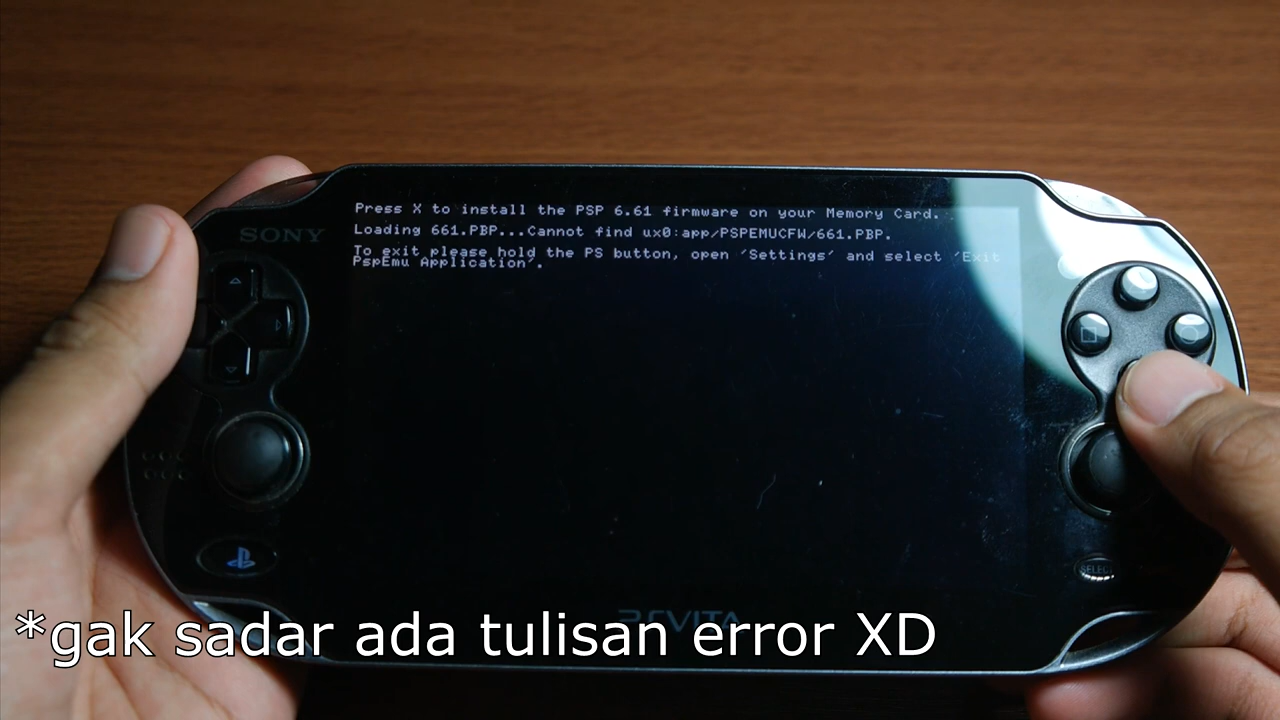 Press X to install the PSP 6.61 firmware on your Memory Card.
SONY
Loading 661.PBP...Cannot find ux0:app/PSPEMUCFW/661.PBP.
To exit please hold the PS button, open 'Settings' and select 'Exit
PspEmu Application'.
SELECT
PSVITA
*gak sadar ada tulisan error XD